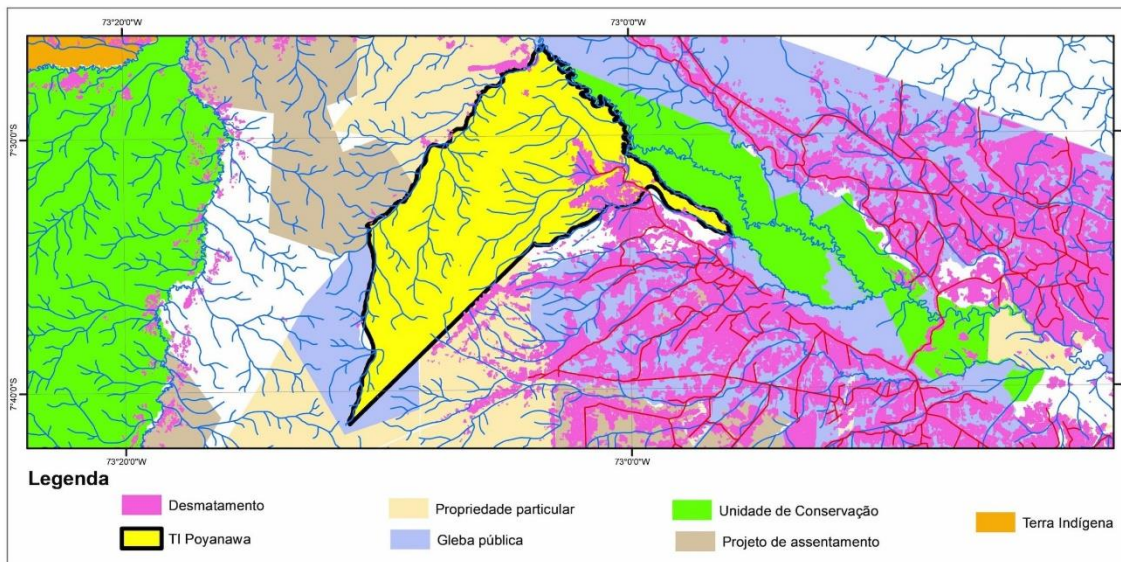 73°20'0"W 73°0'0"W
7°30'0"S
7°40'0"S
73°20'0"W 73°0'0"W
Legenda
Desmatamento Propriedade particular Unidade de Conservação Terra Indígena
TI Poyanawa Gleba pública Projeto de assentamento